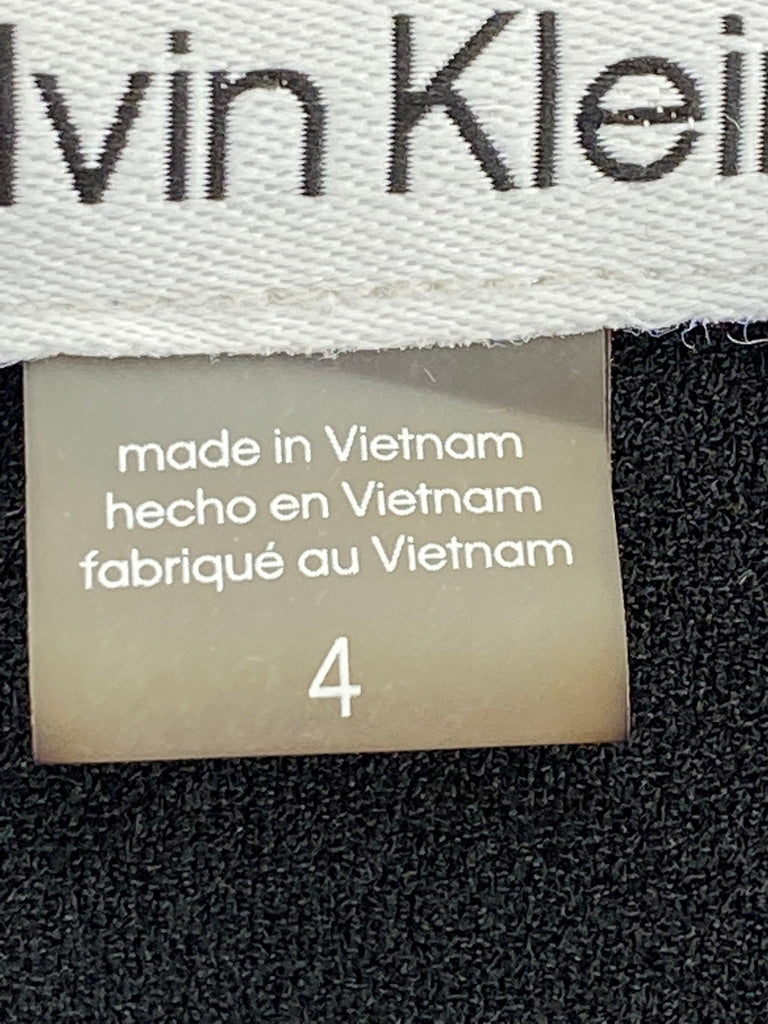 lvin Klei
made in Vietnam
hecho en Vietnam
fabriqué au Vietnam
4